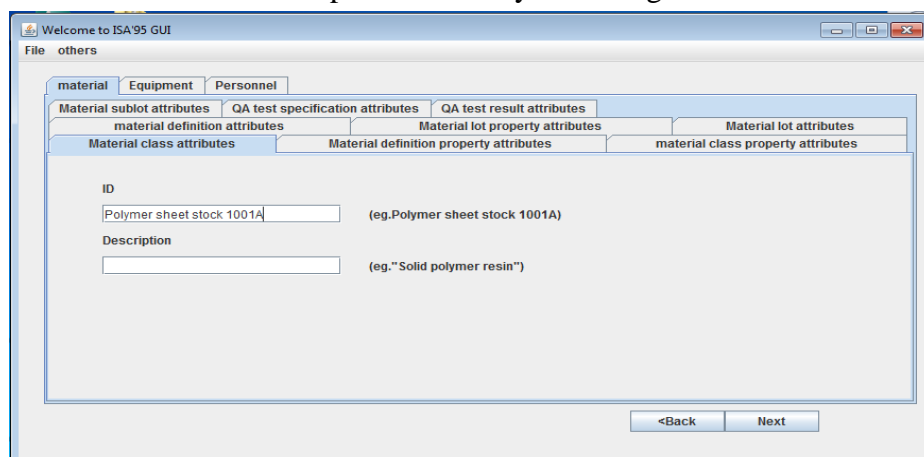 Welcome to ISA'95 GUI
File others
material Equipment Personnel
Material sublot attributes QA test specification attributes QA test result attributes
material definition attributes Material lot property attributes Material lot attributes
Material class attributes Material definition property attributes material class property attributes
ID
Polymer sheet stock 1001A (eg.Polymer sheet stock 1001A)
Description
(eg."Solid polymer resin")
<Back Next